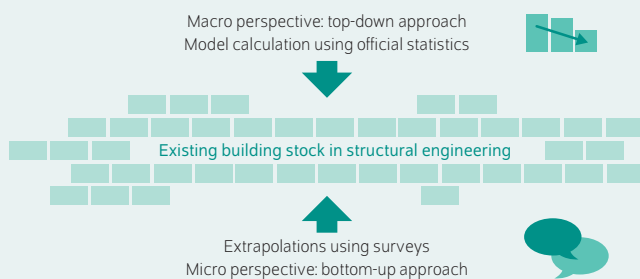 Macro perspective: top-down approach
Model calculation using official statistics
Existing building stock in structural engineering
Extrapolations using surveys
Micro perspective: bottom-up approach